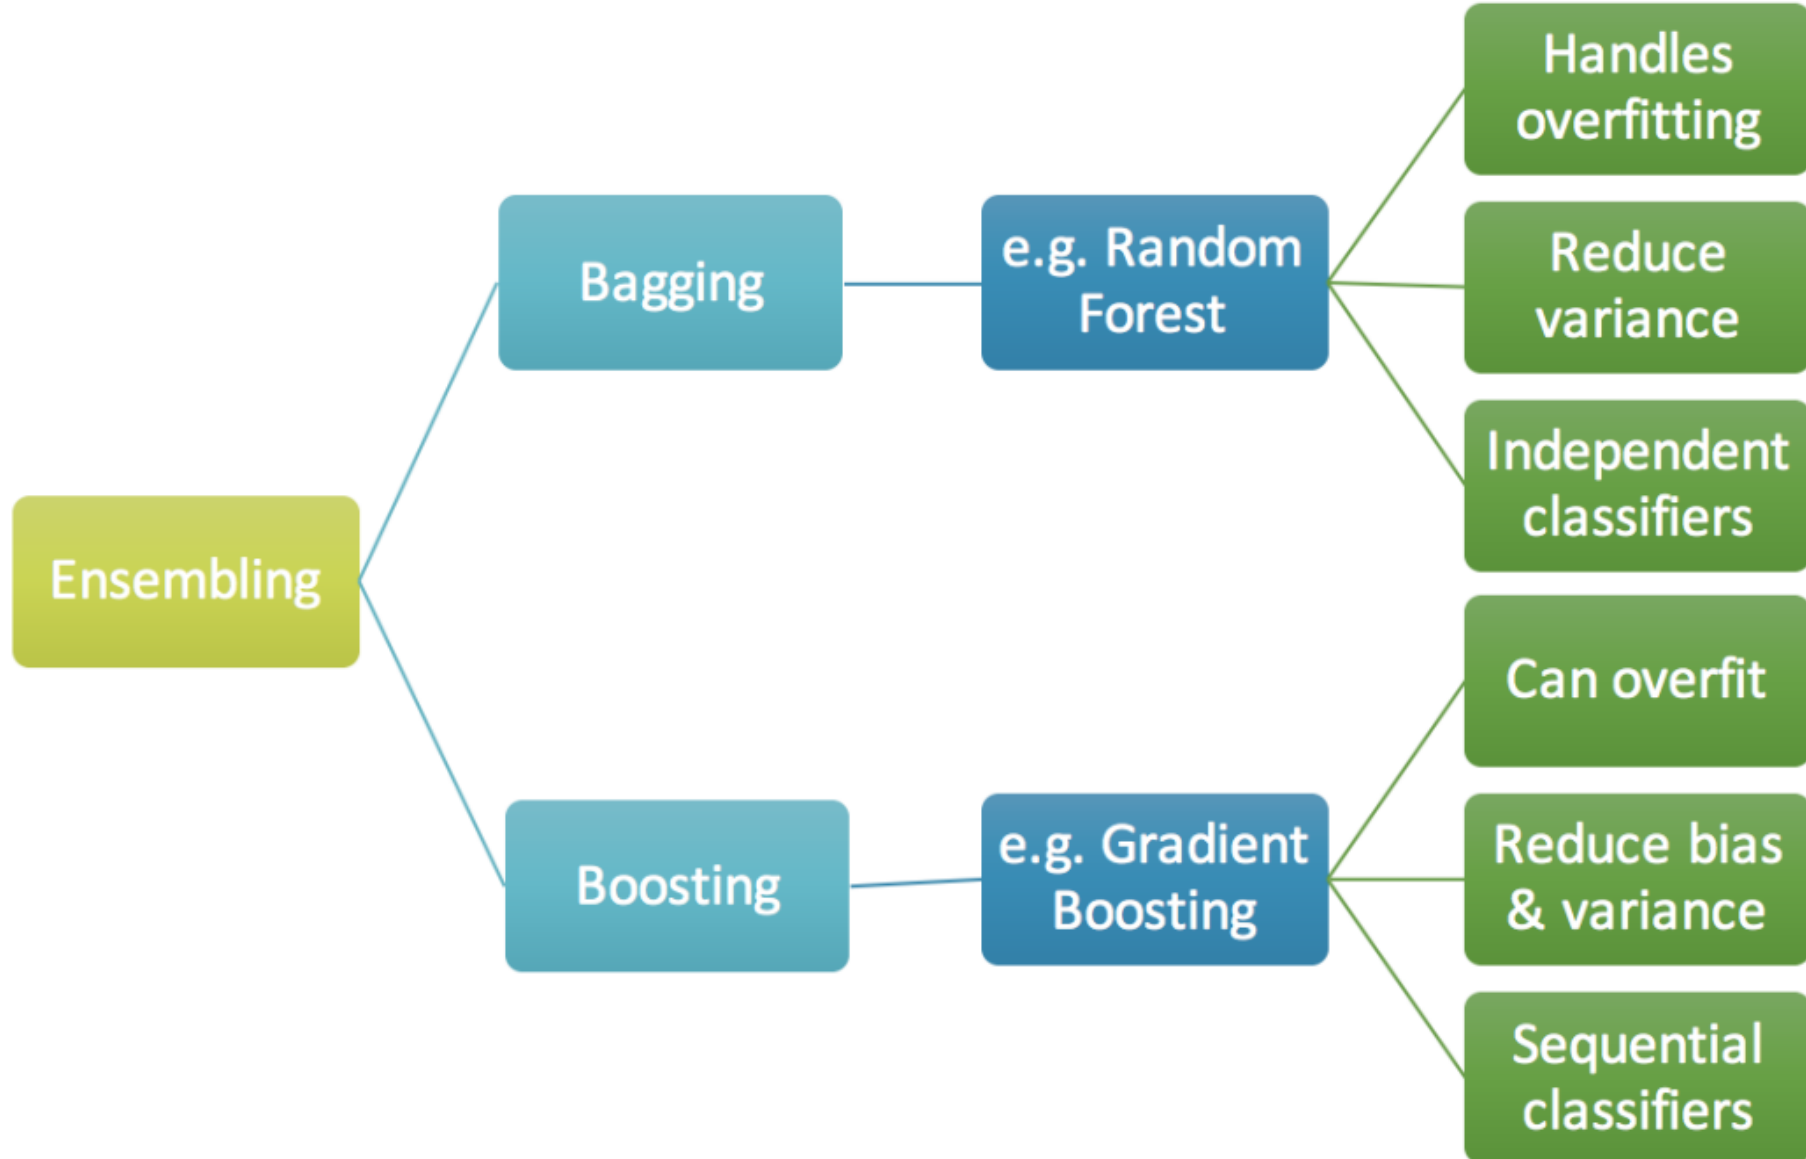 Ensembling
Bagging
e.g. Random
Forest
Handles
overfitting
Reduce
variance
Independent
classifiers
Boosting
e.g. Gradient
Boosting
Can overfit
Reduce bias
& variance
Sequential
classifiers